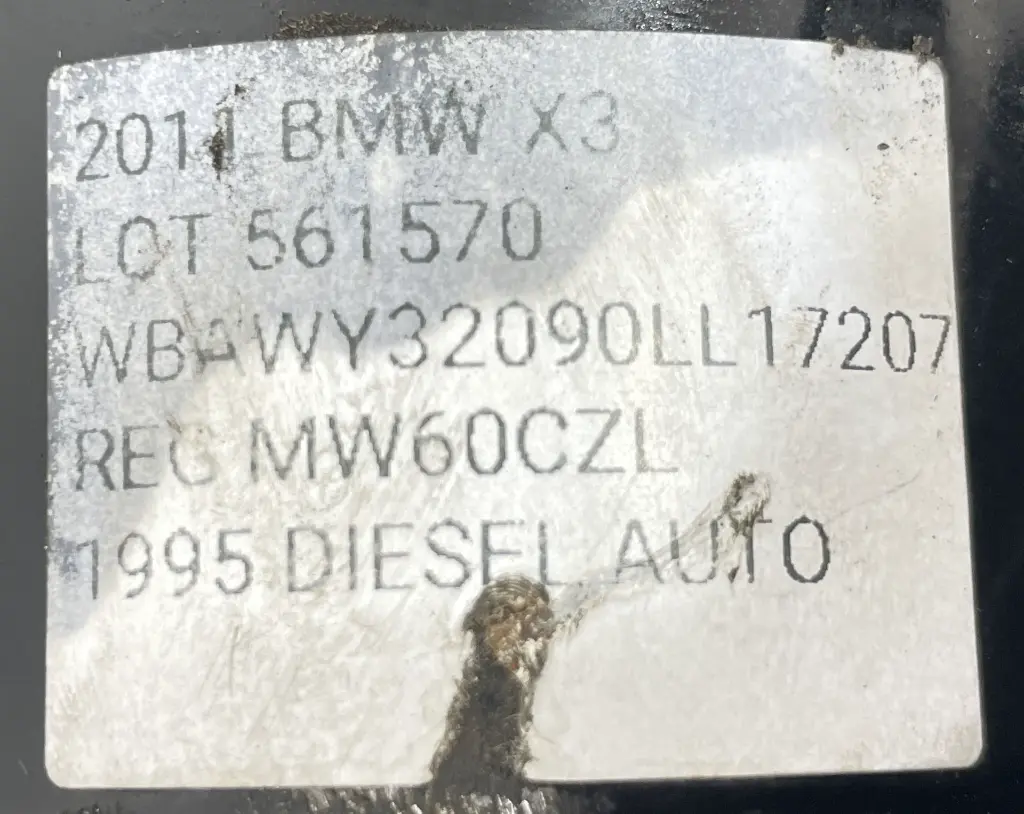 2011 BMW X3
LOT 561570
WBAWY32090LL17207
REG MW60CZL
1995 DIESEL AUTO